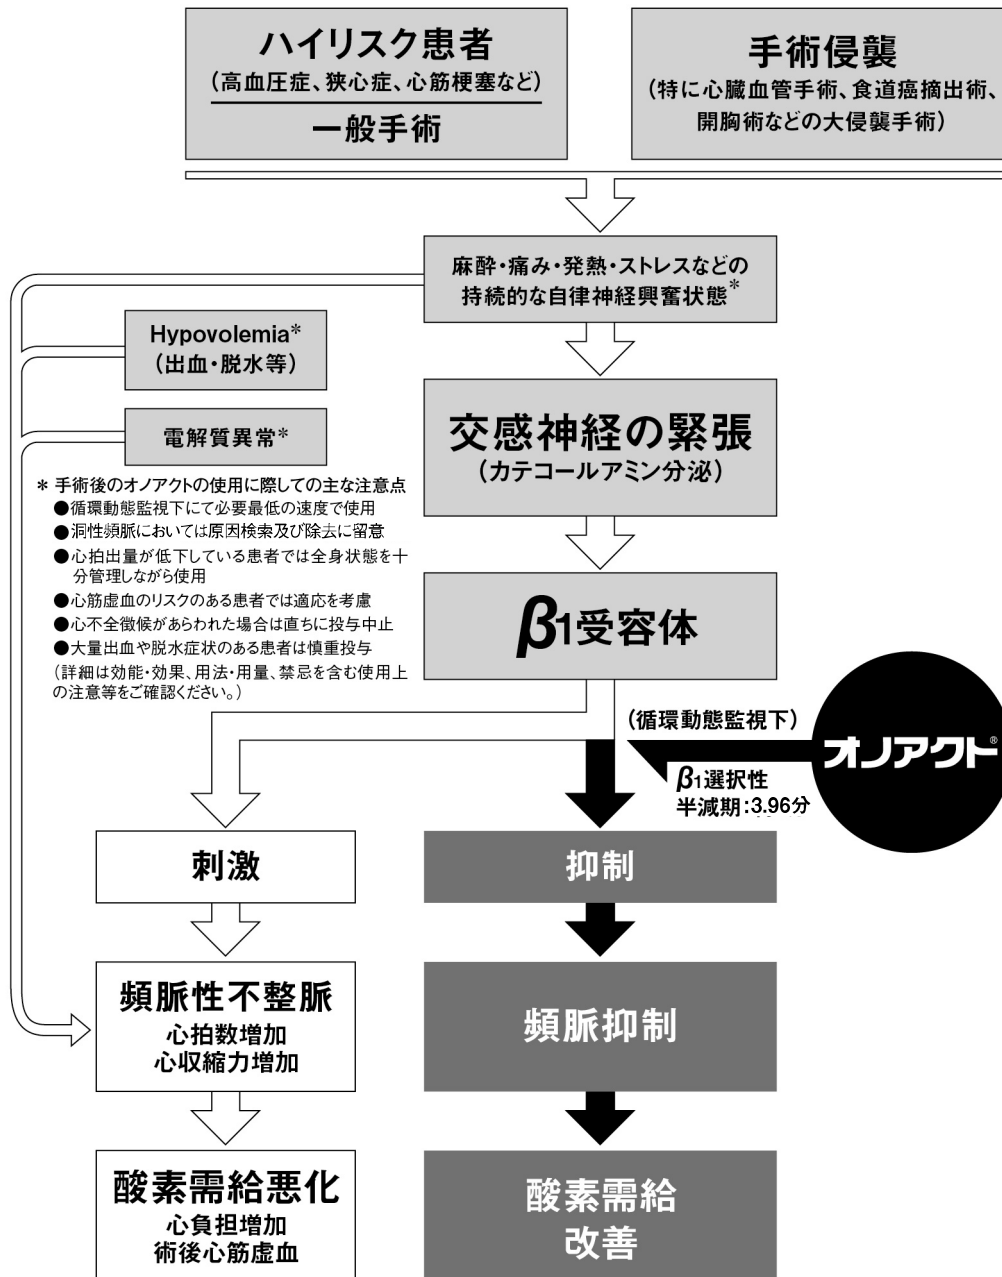 ハイリスク患者
（高血圧症、狭心症、心筋梗塞など）
一般手術
手術侵襲
（特に心臓血管手術、食道癌摘出術、
開胸術などの大侵襲手術）
麻酔・痛み・発熱・ストレスなどの
持続的な自律神経興奮状態*
Hypovolemia*
（出血・脱水等）
電解質異常*
交感神経の緊張
（カテコールアミン分泌）
* 手術後のオノアクトの使用に際しての主な注意点
●循環動態監視下にて必要最低の速度で使用
●洞性頻脈においては原因検索及び除去に留意
●心拍出量が低下している患者では全身状態を十
分管理しながら使用
●心筋虚血のリスクのある患者では適応を考慮
●心不全徴候があらわれた場合は直ちに投与中止
●大量出血や脱水症状のある患者は慎重投与
（詳細は効能・効果、用法・用量、禁忌を含む使用上
の注意等をご確認ください。）
β1受容体
（循環動態監視下）
オノアクト®
β1選択性
半減期：3.96分
刺激
抑制
頻脈性不整脈
心拍数増加
心収縮力増加
頻脈抑制
酸素需給悪化
心負担増加
術後心筋虚血
酸素需給
改善